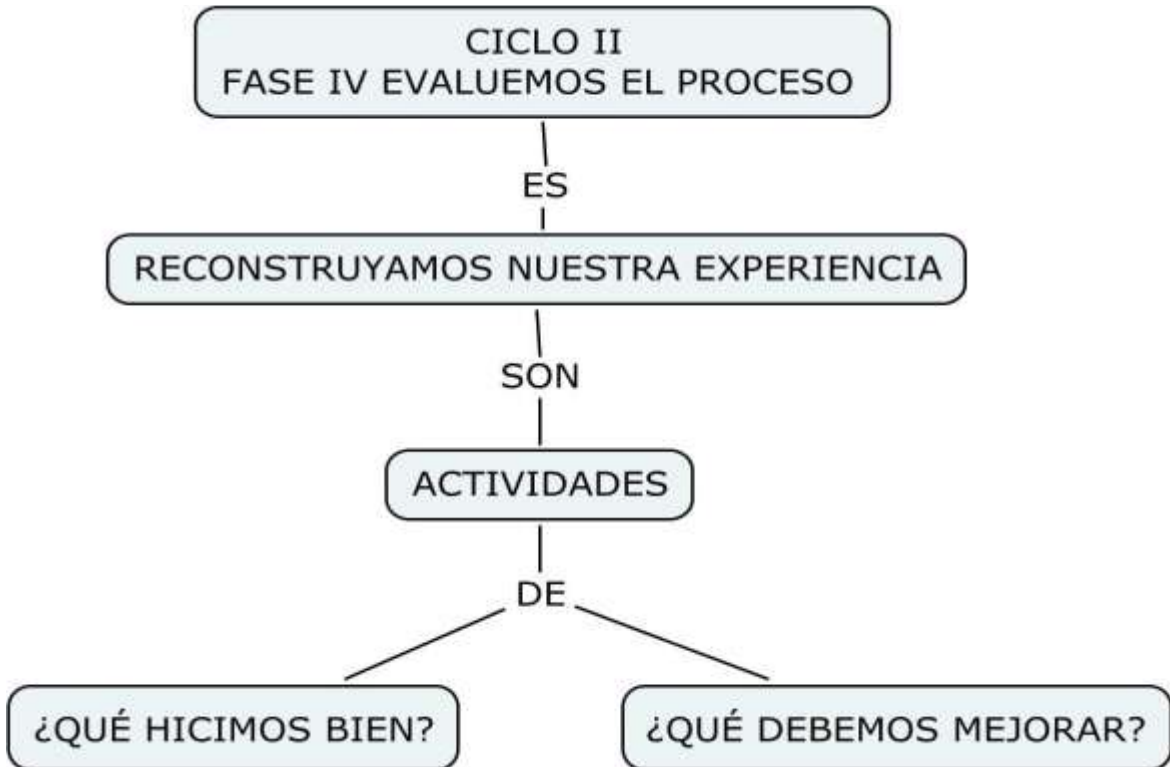 CICLO II
FASE IV EVALUEMOS EL PROCESO
ES
RECONSTRUYAMOS NUESTRA EXPERIENCIA
SON
ACTIVIDADES
DE
¿QUÉ HICIMOS BIEN?
¿QUÉ DEBEMOS MEJORAR?